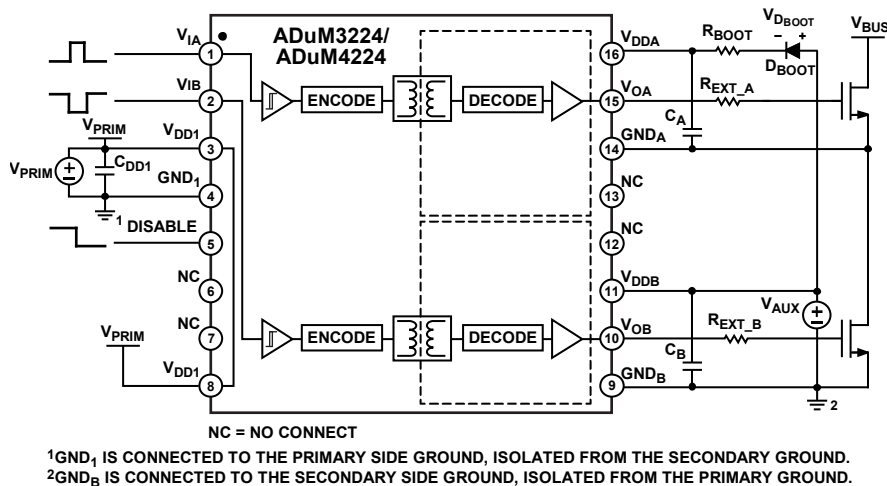 ADuM3224/
ADuM4224
VIA
1
VIB
2
VPRIM
VDD1
3
VPRIM
CDD1
GND1
4
1
DISABLE
5
NC
6
NC
7
VPRIM
VDD1
8
ENCODE
DECODE
ENCODE
DECODE
16
VDDA
RBOOT
VDBOOT
– +
DBOOT
VBUS
15
VOA
REXT_A
CA
14
GNDA
13
NC
12
NC
11
VDDB
VAUX
10
VOB
REXT_B
CB
9
GNDB
2
NC = NO CONNECT
1GND1 IS CONNECTED TO THE PRIMARY SIDE GROUND, ISOLATED FROM THE SECONDARY GROUND.
2GNDB IS CONNECTED TO THE SECONDARY SIDE GROUND, ISOLATED FROM THE PRIMARY GROUND.